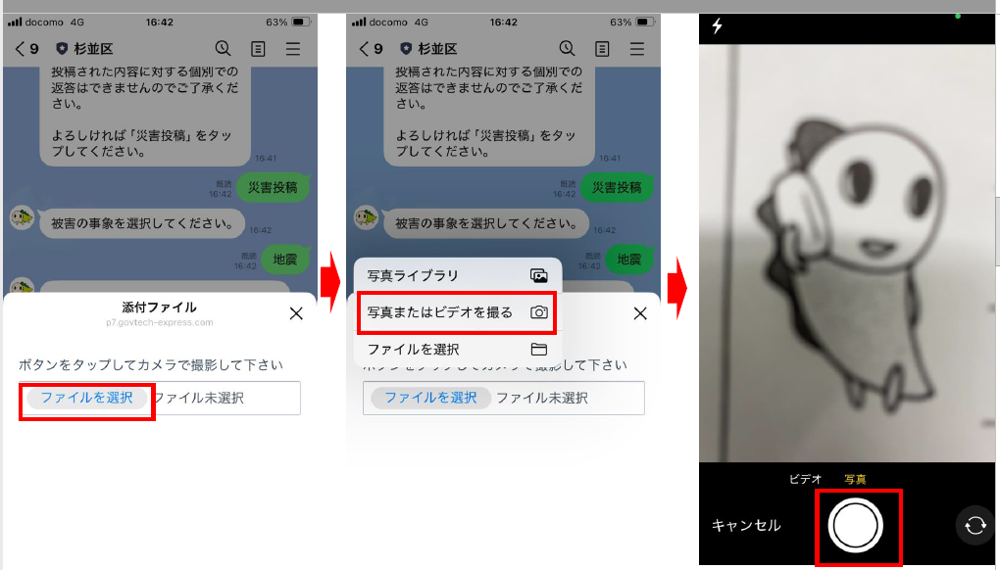 docomo 4G 16:42 63%
9 杉並区
投稿された内容に対する個別での
返答はできませんのでご了承くだ
さい。
よろしければ「災害投稿」をタッ
プしてください。
16:41
既読
16:42
災害投稿
被害の事象を選択してください。
16:42
既読
16:42
地震
添付ファイル
p7.govtech-express.com
ボタンをタップしてカメラで撮影して下さい
ファイルを選択 ファイル未選択
docomo 4G 16:42 63%
9 杉並区
投稿された内容に対する個別での
返答はできませんのでご了承くだ
さい。
よろしければ「災害投稿」をタッ
プしてください。
16:41
既読
16:42
災害投稿
被害の事象を選択してください。
16:42
既読
16:42
地震
写真ライブラリ
写真またはビデオを撮る
ファイルを選択
ボタンをタップしてカメラで撮影して下さい
ファイルを選択 ファイル未選択
ビデオ 写真
キャンセル